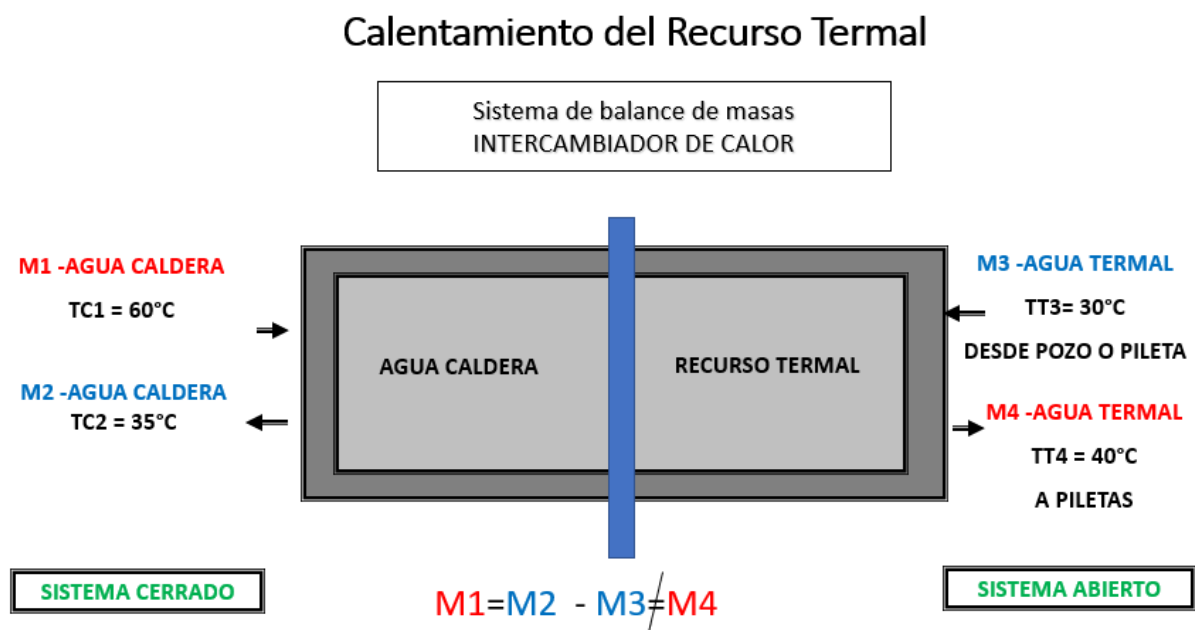 Calentamiento del Recurso Termal
Sistema de balance de masas
INTERCAMBIADOR DE CALOR
M1 -AGUA CALDERA
TC1 = 60°C
M2 -AGUA CALDERA
TC2 = 35°C
AGUA CALDERA
RECURSO TERMAL
M3 -AGUA TERMAL
TT3= 30°C
DESDE POZO O PILETA
M4 -AGUA TERMAL
TT4 = 40°C
A PILETAS
SISTEMA CERRADO
M1=M2 - M3≠M4
SISTEMA ABIERTO